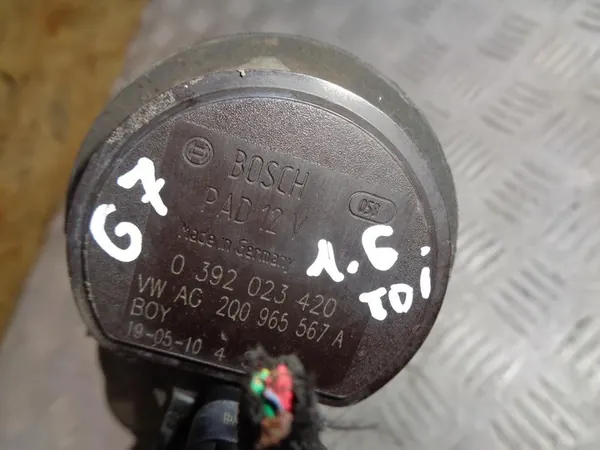 BOSCH
PAD 12 V
058
Made in Germany
0 392 023 420
VW AG 2Q0 965 567 A
BOY
19-05-10 4
G7
1.6
TDi